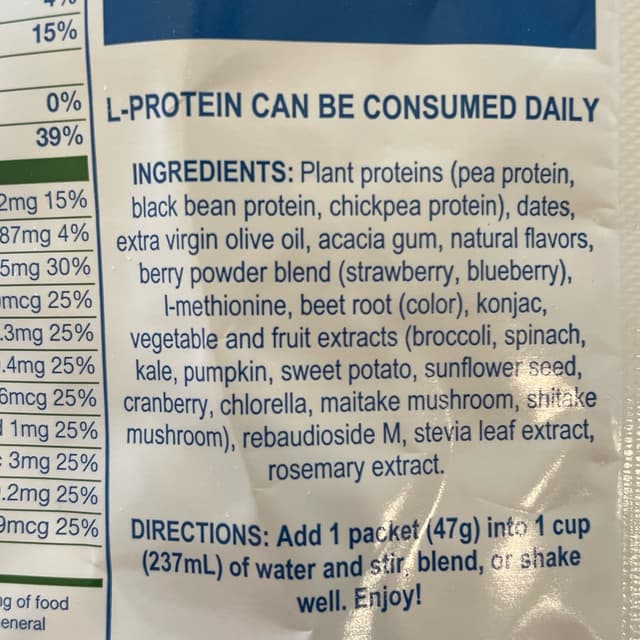 15%
0%
39%
2mg 15%
87mg 4%
5mg 30%
mcg 25%
.3mg 25%
.4mg 25%
6mcg 25%
1mg 25%
3mg 25%
.2mg 25%
9mcg 25%
g of food
eneral
L-PROTEIN CAN BE CONSUMED DAILY
INGREDIENTS: Plant proteins (pea protein,
black bean protein, chickpea protein), dates,
extra virgin olive oil, acacia gum, natural flavors,
berry powder blend (strawberry, blueberry),
l-methionine, beet root (color), konjac,
vegetable and fruit extracts (broccoli, spinach,
kale, pumpkin, sweet potato, sunflower seed,
cranberry, chlorella, maitake mushroom, shitake
mushroom), rebaudioside M, stevia leaf extract,
rosemary extract.
DIRECTIONS: Add 1 packet (47g) into 1 cup
(237mL) of water and stir, blend, or shake
well. Enjoy!